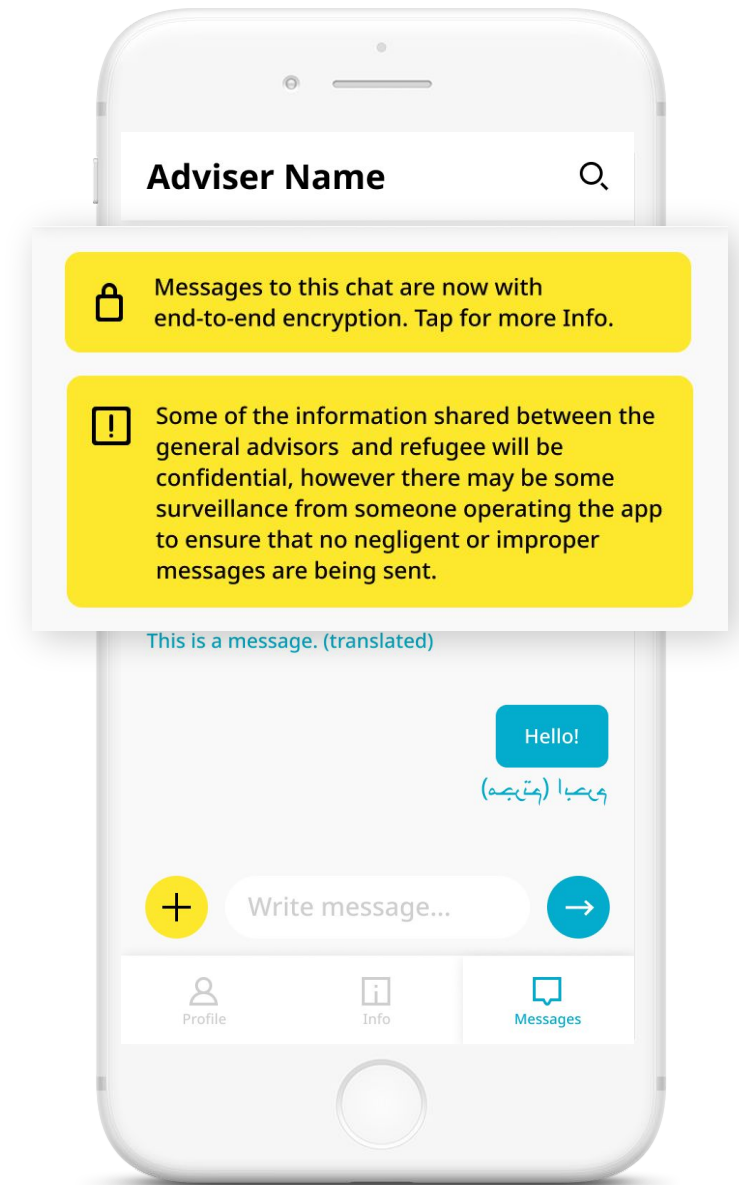 Adviser Name
Messages to this chat are now with
end-to-end encryption. Tap for more Info.
Some of the information shared between the
general advisors and refugee will be
confidential, however there may be some
surveillance from someone operating the app
to ensure that no negligent or improper
messages are being sent.
This is a message. (translated)
Hello!
Write message...
Profile
Info
Messages